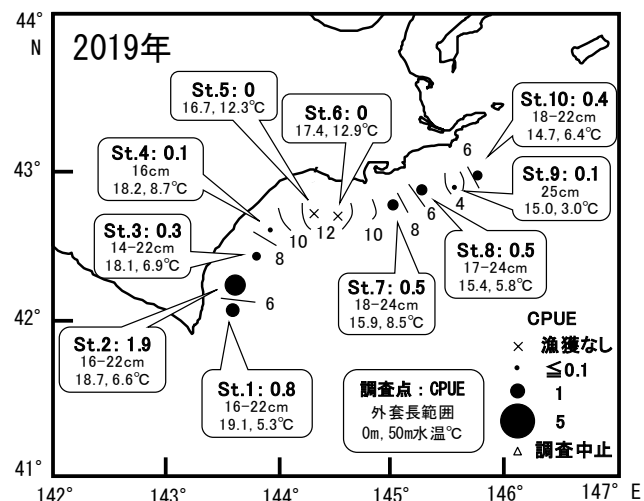 44°
N
2019年
St.5: 0
16.7, 12.3℃
St.6: 0
17.4, 12.9℃
St.10: 0.4
18-22cm
14.7, 6.4℃
St.4: 0.1
16cm
18.2, 8.7℃
St.9: 0.1
25cm
15.0, 3.0℃
St.3: 0.3
14-22cm
18.1, 6.9℃
St.8: 0.5
17-24cm
15.4, 5.8℃
St.7: 0.5
18-24cm
15.9, 8.5℃
St.2: 1.9
16-22cm
18.7, 6.6℃
St.1: 0.8
16-22cm
19.1, 5.3℃
43°
42°
41°
6
8
10
12
10
8
6
4
6
調査点：CPUE
外套長範囲
0m, 50m水温℃
CPUE
× 漁獲なし
≦0.1
1
5
△ 調査中止
142° 143° 144° 145° 146° 147° E